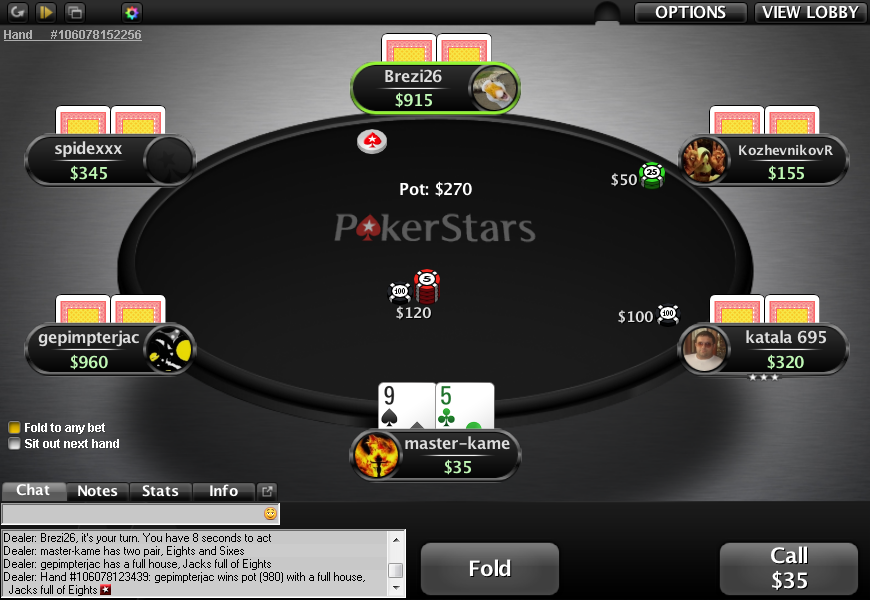 OPTIONS
VIEW LOBBY
Hand #106078152256
Brezi26
$915
spidexxx
$345
KozhevnikovR
$155
$50
25
Pot: $270
PokerStars
5
100
$120
$100
100
gepimpterjac
$960
katala 695
$320
9
5
master-kame
$35
Fold to any bet
Sit out next hand
Chat
Notes
Stats
Info
Dealer: Brezi26, it's your turn. You have 8 seconds to act
Dealer: master-kame has two pair, Eights and Sixes
Dealer: gepimpterjac has a full house, Jacks full of Eights
Dealer: Hand #106078123439: gepimpterjac wins pot (980) with a full house,
Jacks full of Eights
Fold
Call
$35